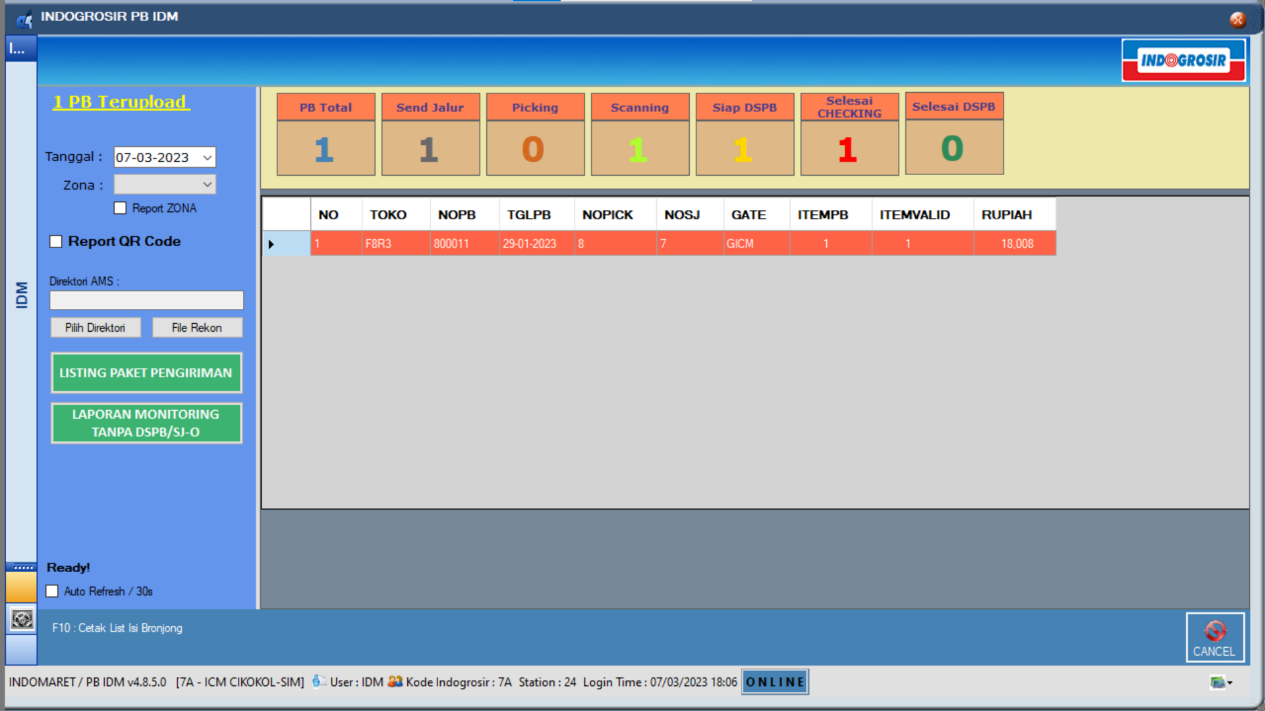 INDOGROSIR PB IDM
I...
INDOGROSIR
1 PB Terupload
PB Total
Send Jalur
Picking
Scanning
Siap DSPB
Selesai
CHECKING
Selesai DSPB
1
1
0
1
1
1
0
Tanggal :
07-03-2023
Zona :
Report ZONA
Report QR Code
Direktori AMS :
Pilih Direktori
File Rekon
LISTING PAKET PENGIRIMAN
LAPORAN MONITORING
TANPA DSPB/SJ-O
IDM
NO TOKO NOPB TGLPB NOPICK NOSJ GATE ITEMPB ITEMVALID RUPIAH
1 F8R3 800011 29-01-2023 8 7 GICM 1 1 18,008
Ready!
Auto Refresh / 30s
F10 : Cetak List Isi Bronjong
CANCEL
INDOMARET / PB IDM v4.8.5.0 [7A - ICM CIKOKOL-SIM] User : IDM Kode Indogrosir : 7A Station : 24 Login Time : 07/03/2023 18:06 ONLINE